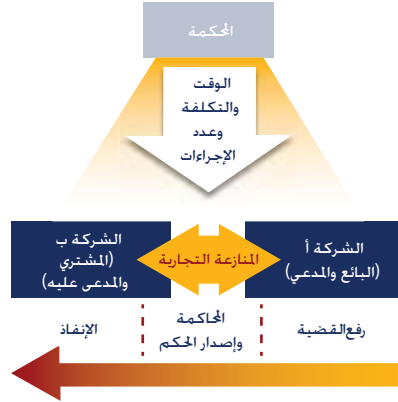 المحكمة
الوقت
والتكلفة
وعدد
الإجراءات
الشركة أ
(البائع والمدعي)
المنازعة التجارية
الشركة ب
(المشتري
والمدعى عليه)
رفع القضية
المحاكمة
وإصدار الحكم
الإنفاذ